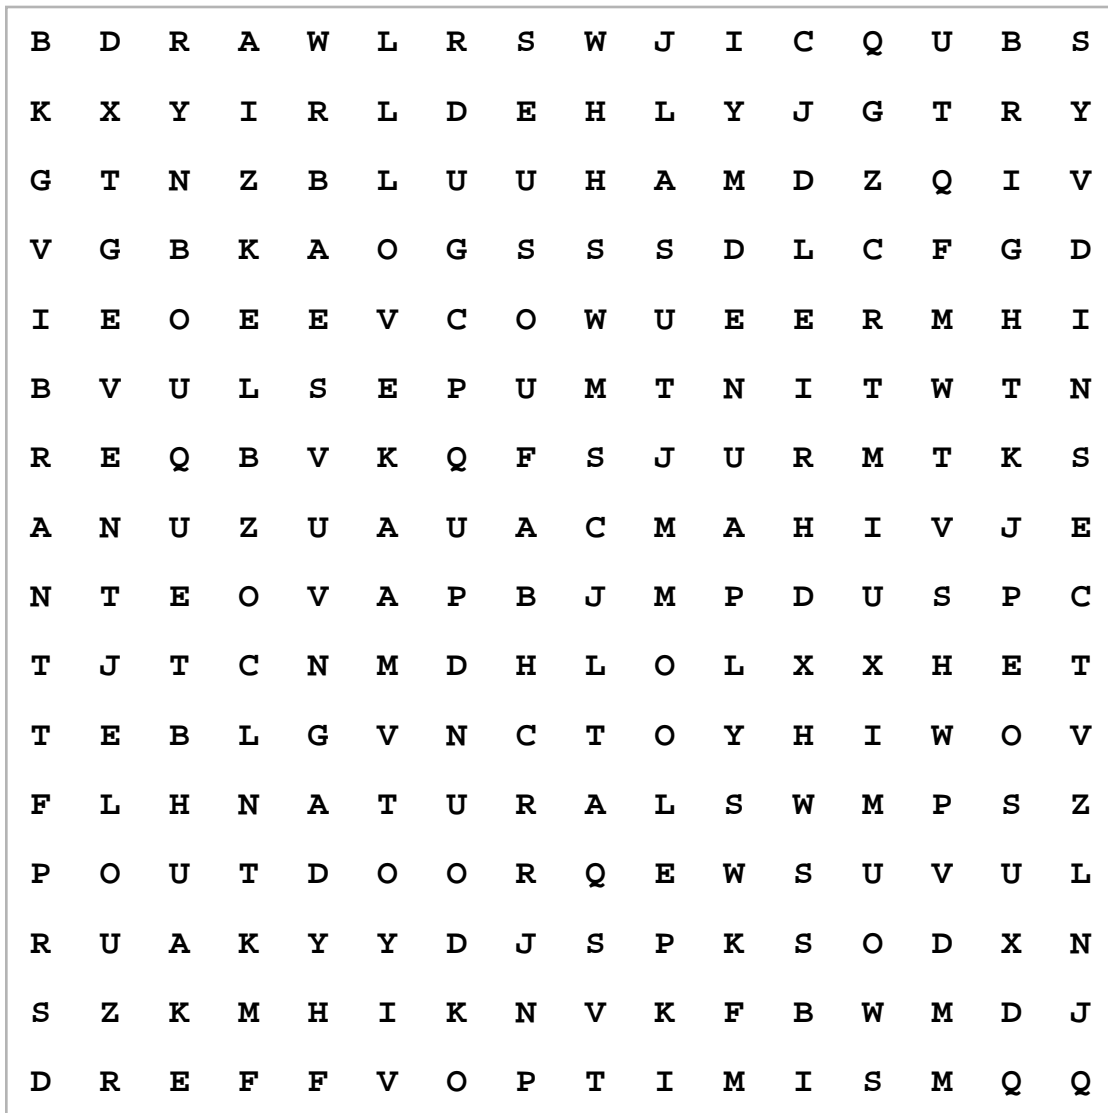 B D R A W L R S W J I C Q U B S
K X Y I R L D E H L Y J G T R Y
G T N Z B L U U H A M D Z Q I V
V G B K A O G S S S D L C F G D
I E O E E V C O W U E E R M H I
B V U L S E P U M T N I T W T N
R E Q B V K Q F S J U R M T K S
A N U Z U A U A C M A H I V J E
N T E O V A P B J M P D U S P C
T J T C N M D H L O L X X H E T
T E B L G V N C T O Y H I W O V
F L H N A T U R A L S W M P S Z
P O U T D O O R Q E W S U V U L
R U A K Y Y D J S P K S O D X N
S Z K M H I K N V K F B W M D J
D R E F F V O P T I M I S M Q Q